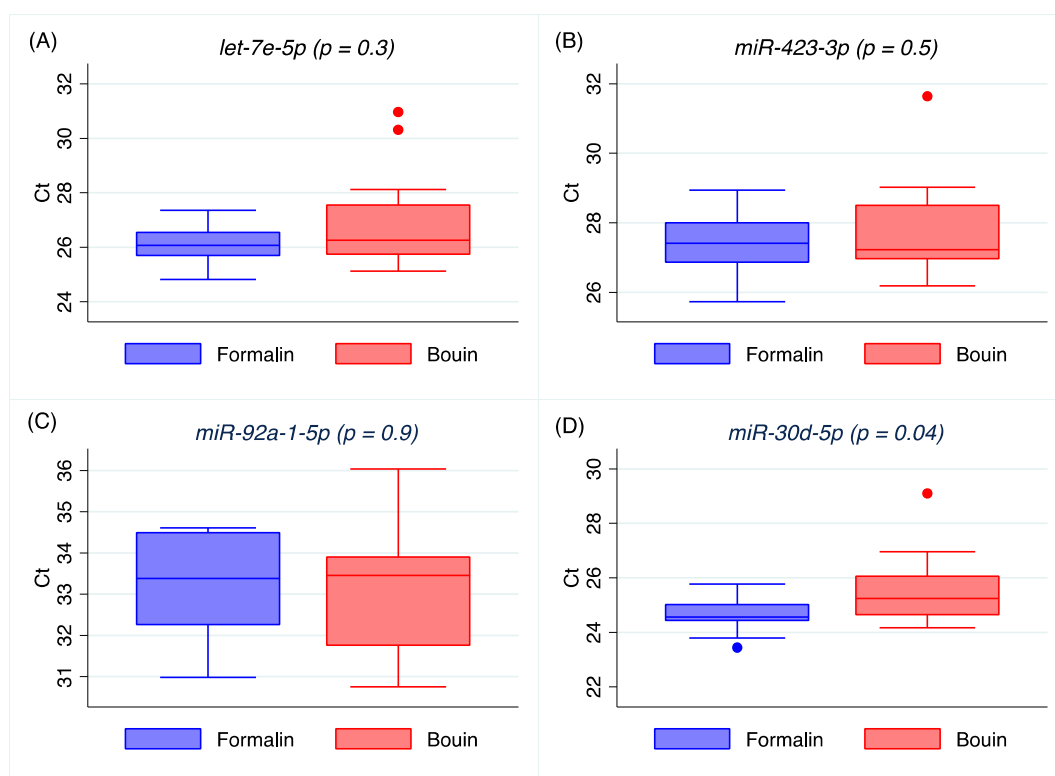 (A)
let-7e-5p (p = 0.3)
32
30
28
26
24
Ct
Formalin Bouin
(B)
miR-423-3p (p = 0.5)
32
30
28
26
Ct
Formalin Bouin
(C)
miR-92a-1-5p (p = 0.9)
36
35
34
33
32
31
Ct
Formalin Bouin
(D)
miR-30d-5p (p = 0.04)
30
28
26
24
22
Ct
Formalin Bouin